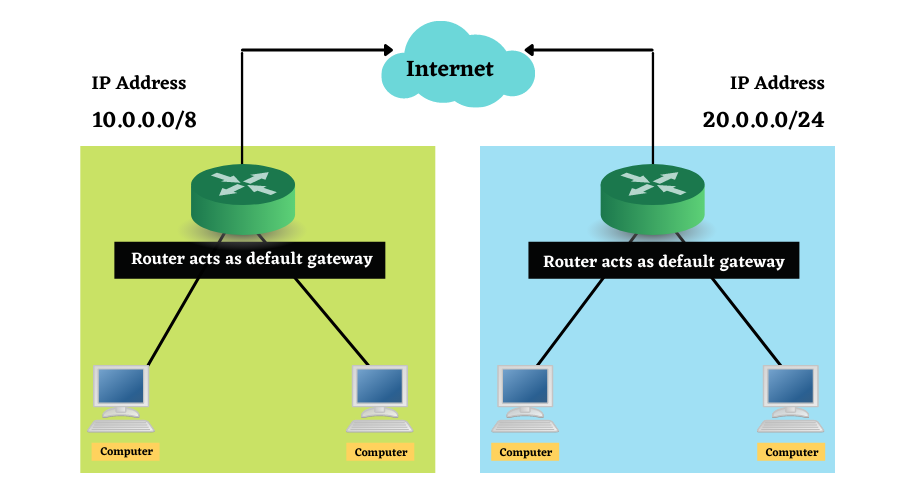 Internet
IP Address
10.0.0.0/8
IP Address
20.0.0.0/24
Router acts as default gateway
Router acts as default gateway
Computer
Computer
Computer
Computer